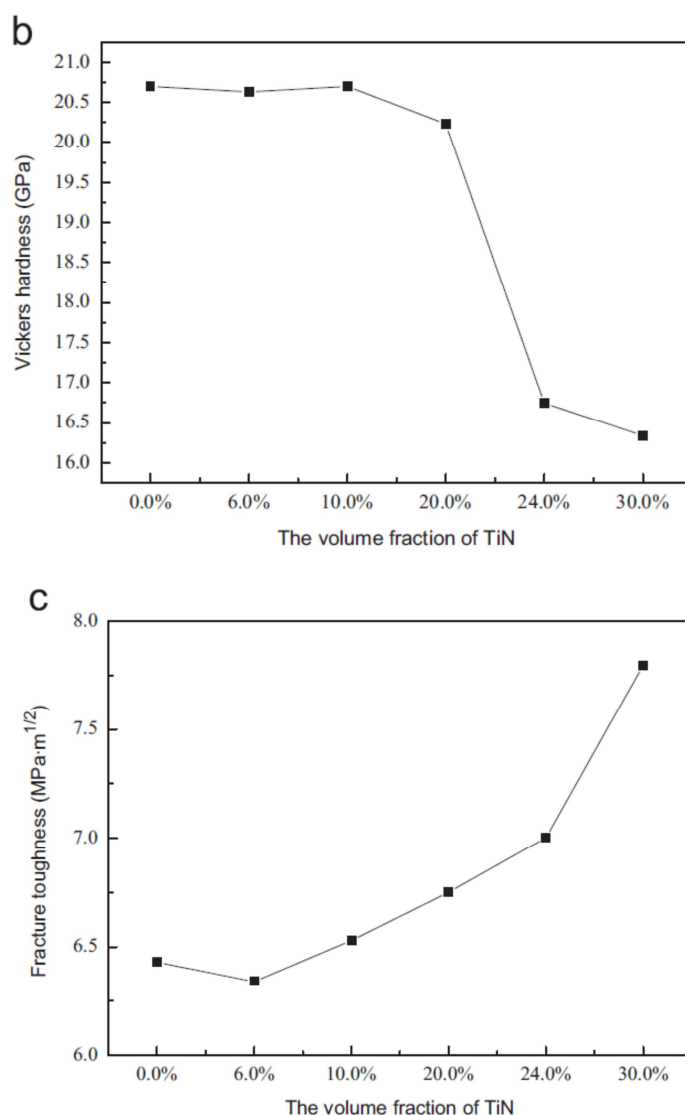 b
Vickers hardness (GPa)
21.0
20.5
20.0
19.5
19.0
18.5
18.0
17.5
17.0
16.5
16.0
0.0% 6.0% 10.0% 20.0% 24.0% 30.0%
The volume fraction of TiN
c
Fracture toughness (MPa·m^1/2)
8.0
7.5
7.0
6.5
6.0
0.0% 6.0% 10.0% 20.0% 24.0% 30.0%
The volume fraction of TiN